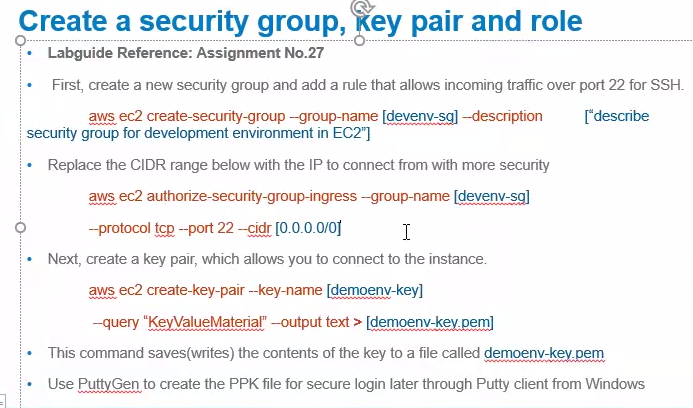 Create a security group, key pair and role
• Labguide Reference: Assignment No.27
• First, create a new security group and add a rule that allows incoming traffic over port 22 for SSH.
aws ec2 create-security-group --group-name [devenv-sg] --description [“describe
security group for development environment in EC2”]
• Replace the CIDR range below with the IP to connect from with more security
aws ec2 authorize-security-group-ingress --group-name [devenv-sg]
--protocol tcp --port 22 --cidr [0.0.0.0/0]
• Next, create a key pair, which allows you to connect to the instance.
aws ec2 create-key-pair --key-name [demoenv-key]
--query “KeyValueMaterial” --output text > [demoenv-key.pem]
• This command saves(writes) the contents of the key to a file called demoenv-key.pem
• Use PuttyGen to create the PPK file for secure login later through Putty client from Windows